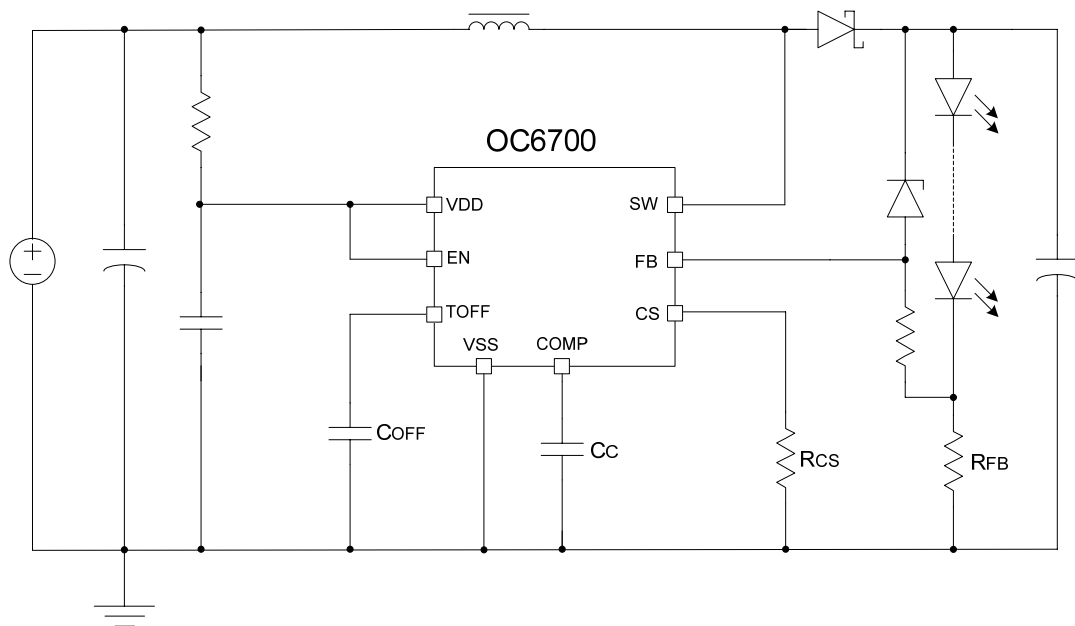 OC6700
VDD
SW
EN
FB
TOFF
CS
VSS
COMP
COFF
CC
RCS
RFB